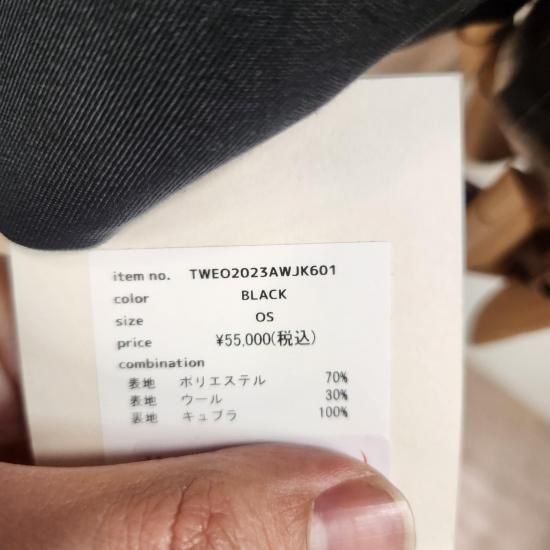 item no. TWEO2023AWJK601
color BLACK
size OS
price ¥55,000(税込)
combination
表地 ポリエステル 70%
表地 ウール 30%
裏地 キュプラ 100%